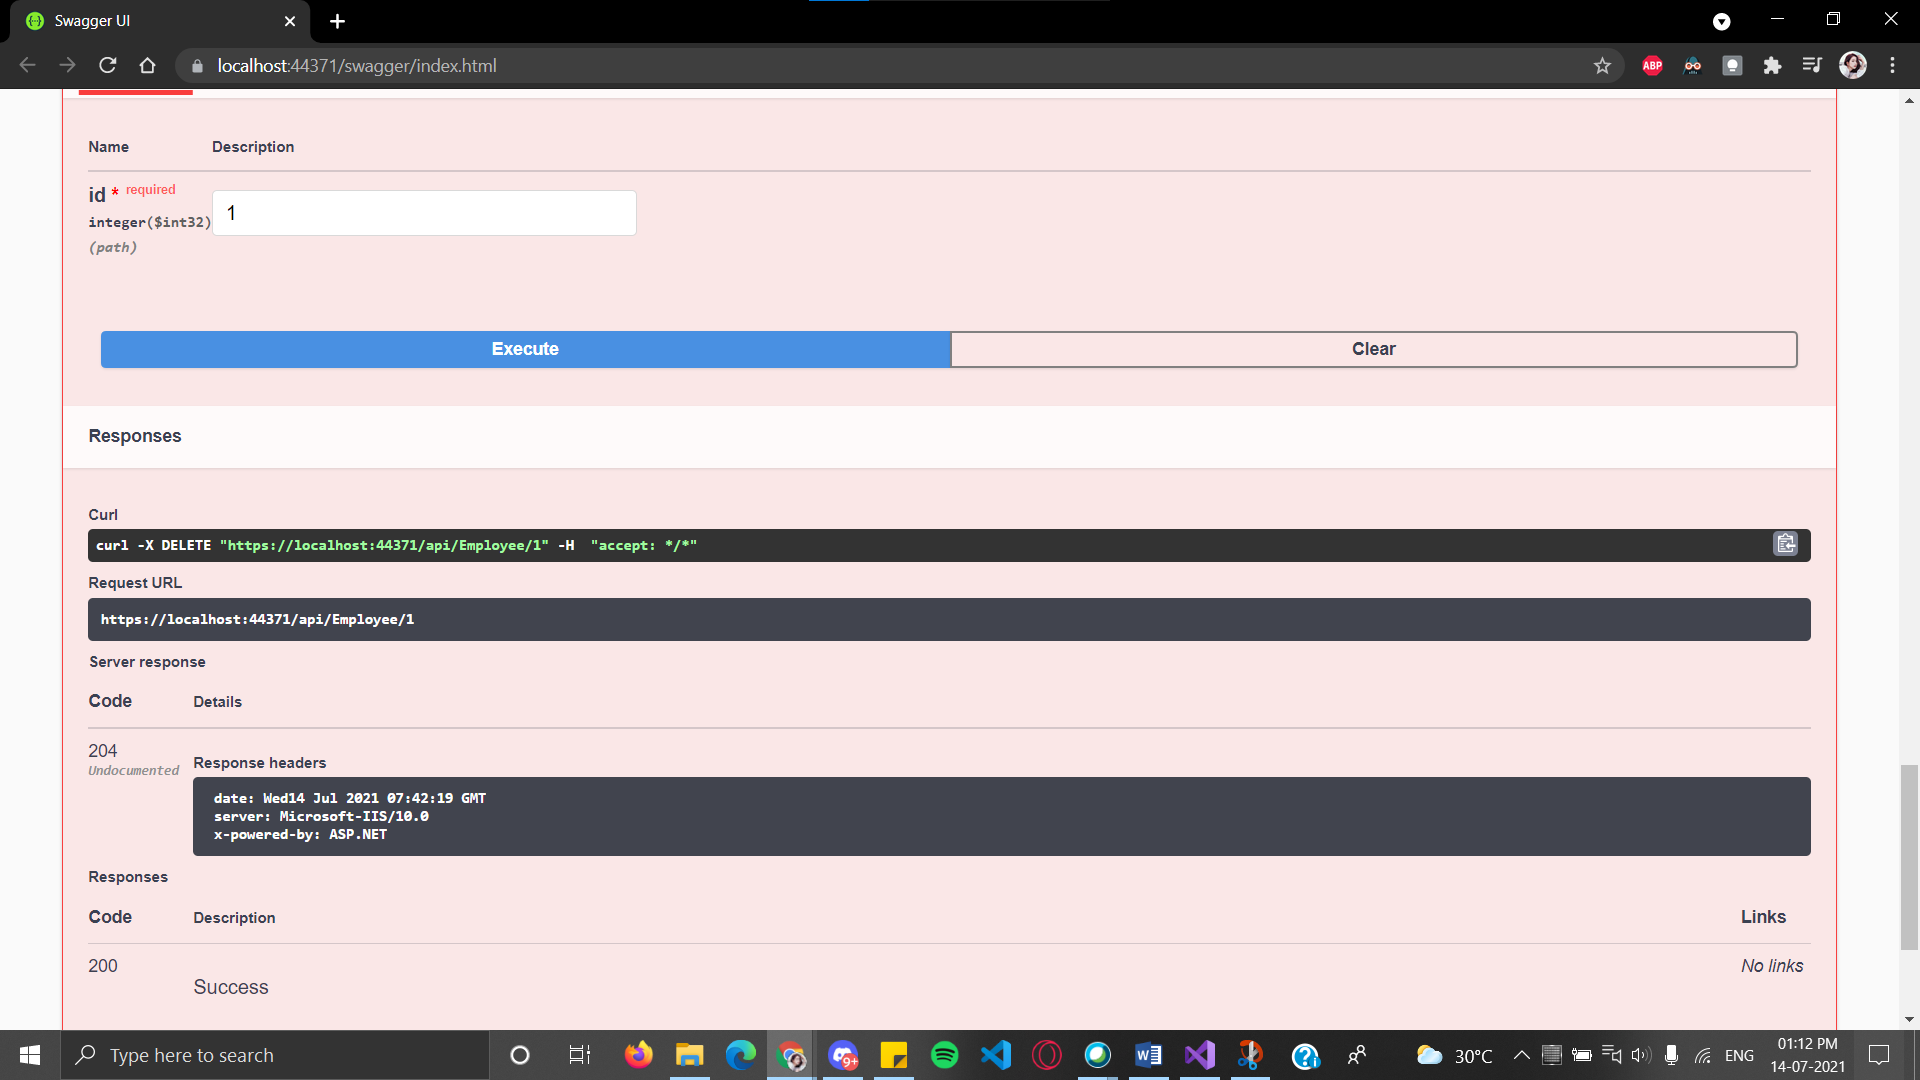 Swagger UI
localhost:44371/swagger/index.html
ABP
Name Description
id * required
integer($int32)
(path)
1
Execute Clear
Responses
Curl
curl -X DELETE "https://localhost:44371/api/Employee/1" -H  "accept: */*"
Request URL
https://localhost:44371/api/Employee/1
Server response
Code Details
204
Undocumented
Response headers
date: Wed14 Jul 2021 07:42:19 GMT
server: Microsoft-IIS/10.0
x-powered-by: ASP.NET
Responses
Code Description Links
200 No links
Success
Type here to search 9+ 30°C ENG 01:12 PM
14-07-2021